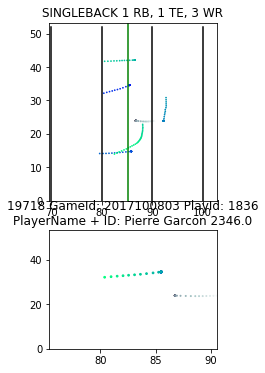 SINGLEBACK 1 RB, 1 TE, 3 WR
50
40
30
20
10
0
70 80 90 100
19718 GameId: 2017100803 PlayId: 1836
PlayerName + ID: Pierre Garcon 2346.0
40
20
0
80 85 90